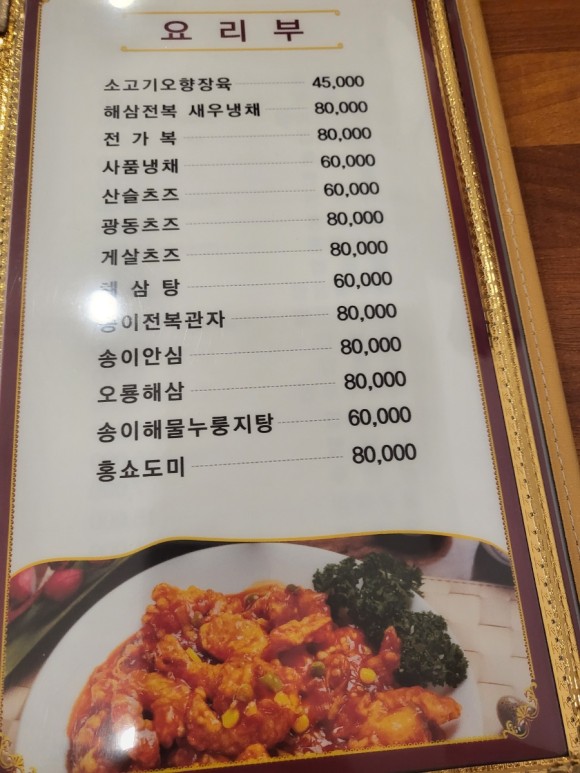 요 리 부
소고기오향장육 45,000
해삼전복 새우냉채 80,000
전 가 복 80,000
사품냉채 60,000
산슬츠즈 60,000
광동츠즈 80,000
게살츠즈 80,000
삼 탕 60,000
송이전복관자 80,000
송이안심 80,000
오룡해삼 80,000
송이해물누룽지탕 60,000
홍쇼도미 80,000